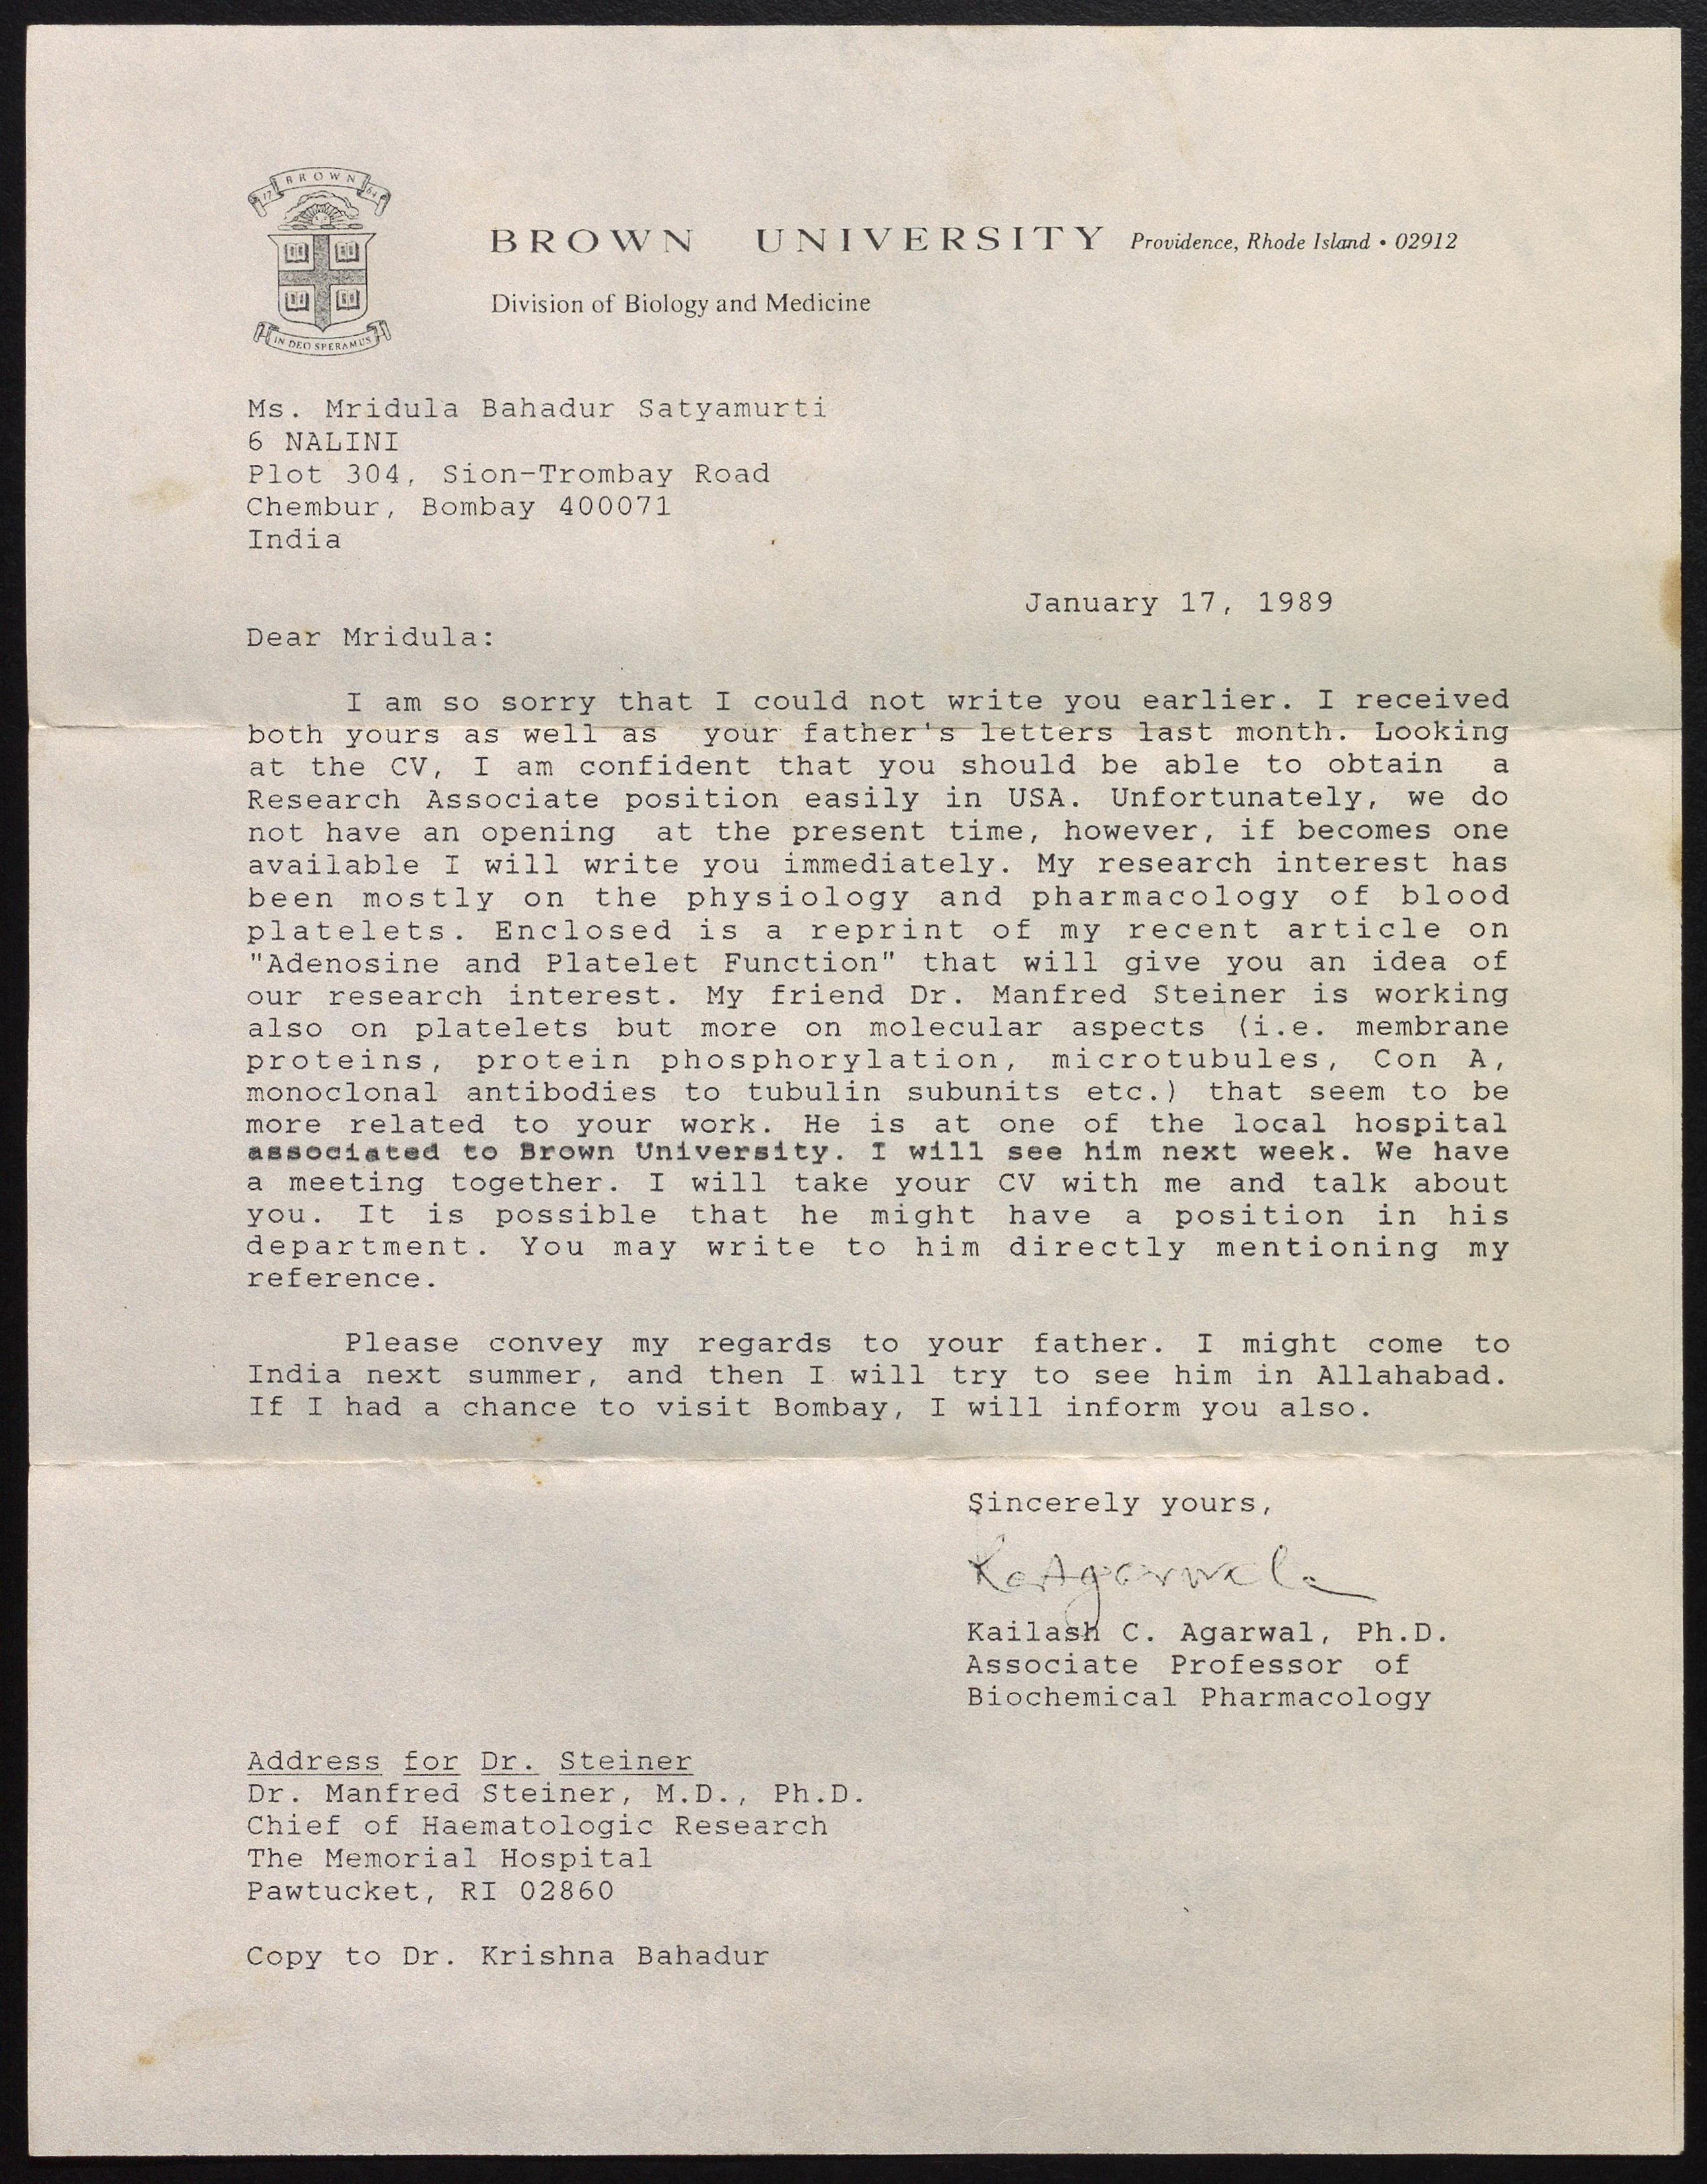 BROWN
17 64
IN DEO SPERAMUS
BROWN UNIVERSITY Providence, Rhode Island • 02912
Division of Biology and Medicine
Ms. Mridula Bahadur Satyamurti
6 NALINI
Plot 304, Sion-Trombay Road
Chembur, Bombay 400071
India
January 17, 1989
Dear Mridula:
I am so sorry that I could not write you earlier. I received
both yours as well as your father's letters last month. Looking
at the CV, I am confident that you should be able to obtain a
Research Associate position easily in USA. Unfortunately, we do
not have an opening at the present time, however, if becomes one
available I will write you immediately. My research interest has
been mostly on the physiology and pharmacology of blood
platelets. Enclosed is a reprint of my recent article on
"Adenosine and Platelet Function" that will give you an idea of
our research interest. My friend Dr. Manfred Steiner is working
also on platelets but more on molecular aspects (i.e. membrane
proteins, protein phosphorylation, microtubules, Con A,
monoclonal antibodies to tubulin subunits etc.) that seem to be
more related to your work. He is at one of the local hospital
associated to Brown University. I will see him next week. We have
a meeting together. I will take your CV with me and talk about
you. It is possible that he might have a position in his
department. You may write to him directly mentioning my
reference.
Please convey my regards to your father. I might come to
India next summer, and then I will try to see him in Allahabad.
If I had a chance to visit Bombay, I will inform you also.
Sincerely yours,
KcAgarwal
Kailash C. Agarwal, Ph.D.
Associate Professor of
Biochemical Pharmacology
Address for Dr. Steiner
Dr. Manfred Steiner, M.D., Ph.D.
Chief of Haematologic Research
The Memorial Hospital
Pawtucket, RI 02860
Copy to Dr. Krishna Bahadur